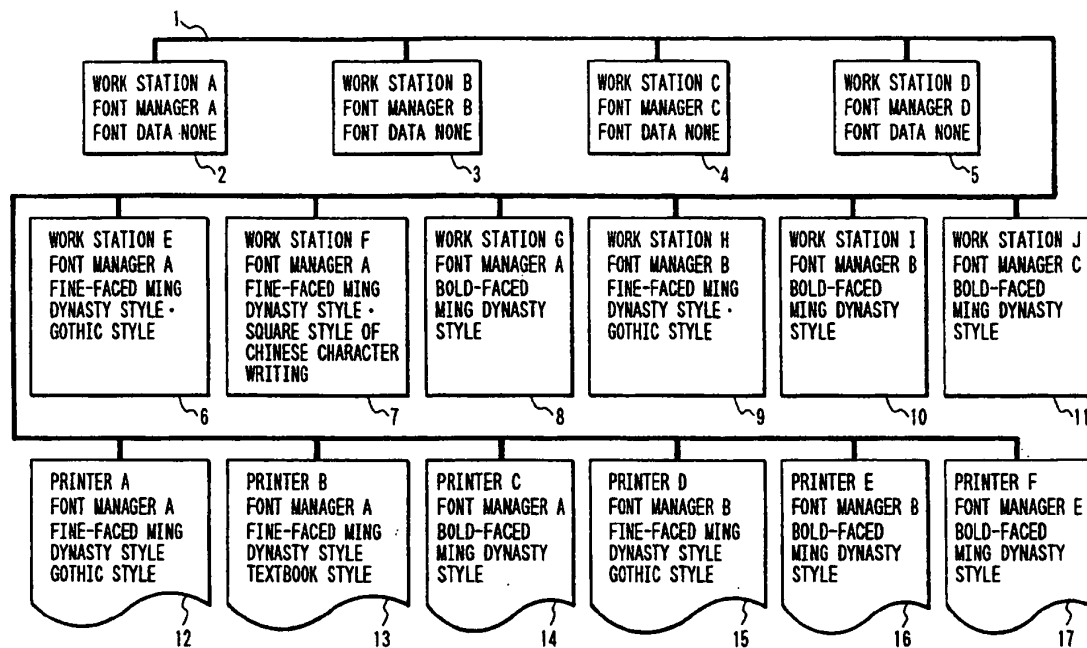 1
WORK STATION A
FONT MANAGER A
FONT DATA NONE
2
WORK STATION B
FONT MANAGER B
FONT DATA NONE
3
WORK STATION C
FONT MANAGER C
FONT DATA NONE
4
WORK STATION D
FONT MANAGER D
FONT DATA NONE
5
WORK STATION E
FONT MANAGER A
FINE-FACED MING
DYNASTY STYLE・
GOTHIC STYLE
6
WORK STATION F
FONT MANAGER A
FINE-FACED MING
DYNASTY STYLE・
SQUARE STYLE OF
CHINESE CHARACTER
WRITING
7
WORK STATION G
FONT MANAGER A
BOLD-FACED
MING DYNASTY
STYLE
8
WORK STATION H
FONT MANAGER B
FINE-FACED MING
DYNASTY STYLE・
GOTHIC STYLE
9
WORK STATION I
FONT MANAGER B
BOLD-FACED
MING DYNASTY
STYLE
10
WORK STATION J
FONT MANAGER C
BOLD-FACED
MING DYNASTY
STYLE
11
PRINTER A
FONT MANAGER A
FINE-FACED MING
DYNASTY STYLE
GOTHIC STYLE
12
PRINTER B
FONT MANAGER A
FINE-FACED MING
DYNASTY STYLE
TEXTBOOK STYLE
13
PRINTER C
FONT MANAGER A
BOLD-FACED
MING DYNASTY
STYLE
14
PRINTER D
FONT MANAGER B
FINE-FACED MING
DYNASTY STYLE
GOTHIC STYLE
15
PRINTER E
FONT MANAGER B
BOLD-FACED
MING DYNASTY
STYLE
16
PRINTER F
FONT MANAGER E
BOLD-FACED
MING DYNASTY
STYLE
17